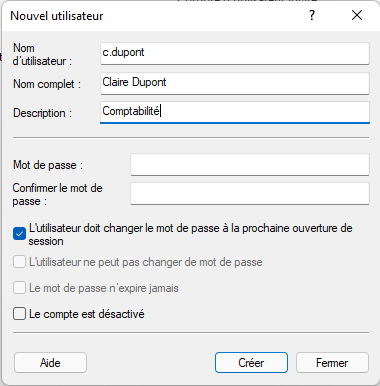 Nouvel utilisateur
?
Nom
d'utilisateur :
c.dupont
Nom complet :
Claire Dupont
Description :
Comptabilité
Mot de passe :
Confirmer le mot de
passe :
L'utilisateur doit changer le mot de passe à la prochaine ouverture de
session
L'utilisateur ne peut pas changer de mot de passe
Le mot de passe n'expire jamais
Le compte est désactivé
Aide
Créer
Fermer